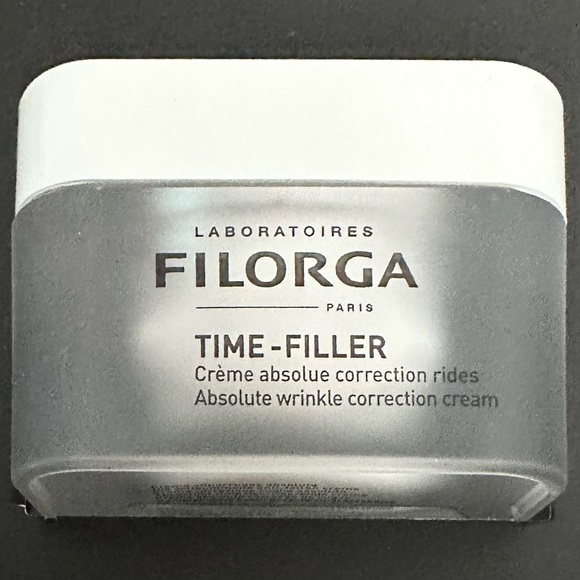 LABORATOIRES
FILORGA
PARIS
TIME-FILLER
Crème absolue correction rides
Absolute wrinkle correction cream